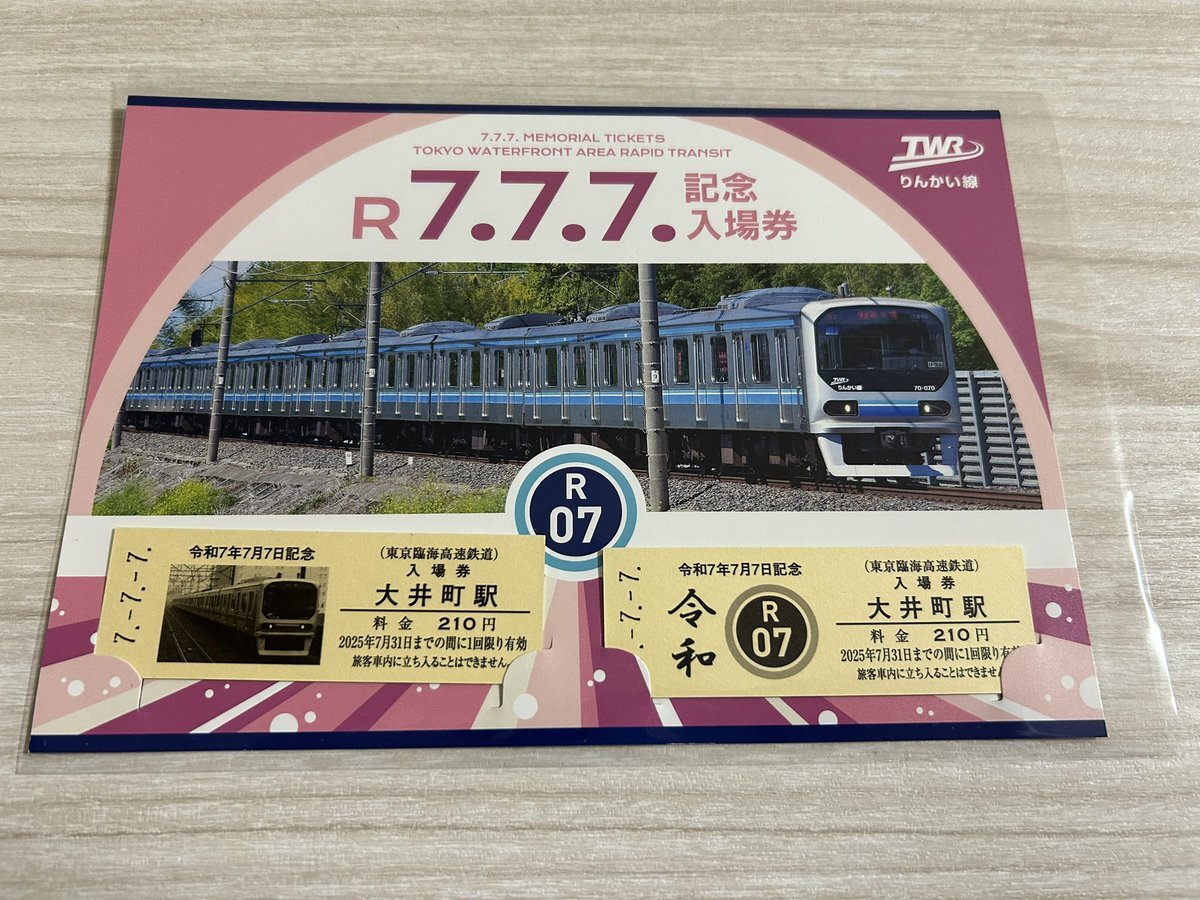 7.7.7. MEMORIAL TICKETS
TOKYO WATERFRONT AREA RAPID TRANSIT
R7.7.7.記念入場券
TWR
りんかい線
TWR
りんかい線
70-070
R
07
7.-7.-7.
令和7年7月7日記念
(東京臨海高速鉄道)
入場券
大井町駅
料金 210円
2025年7月31日までの間に1回限り有効
旅客車内に立ち入ることはできません。
-7.-7.
令和7年7月7日記念
令和
R
07
(東京臨海高速鉄道)
入場券
大井町駅
料金 210円
2025年7月31日までの間に1回限り有効
旅客車内に立ち入ることはできません